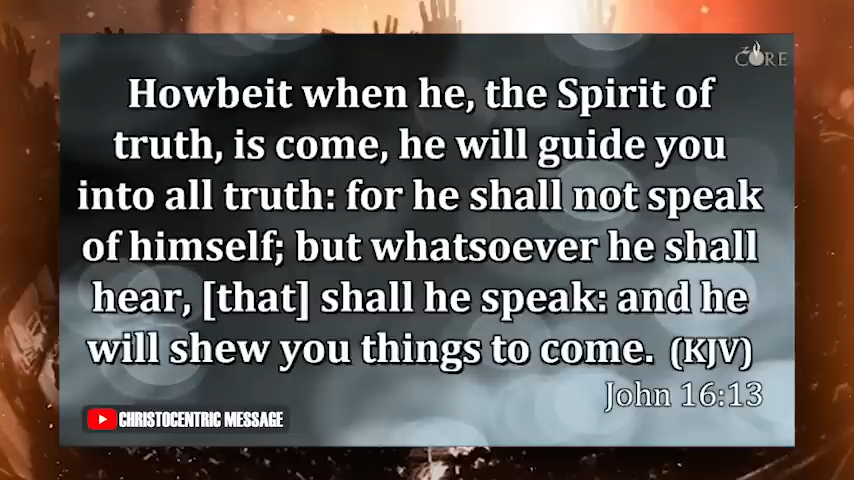 CORE
Howbeit when he, the Spirit of
truth, is come, he will guide you
into all truth: for he shall not speak
of himself; but whatsoever he shall
hear, [that] shall he speak: and he
will shew you things to come. (KJV)
John 16:13
CHRISTOCENTRIC MESSAGE